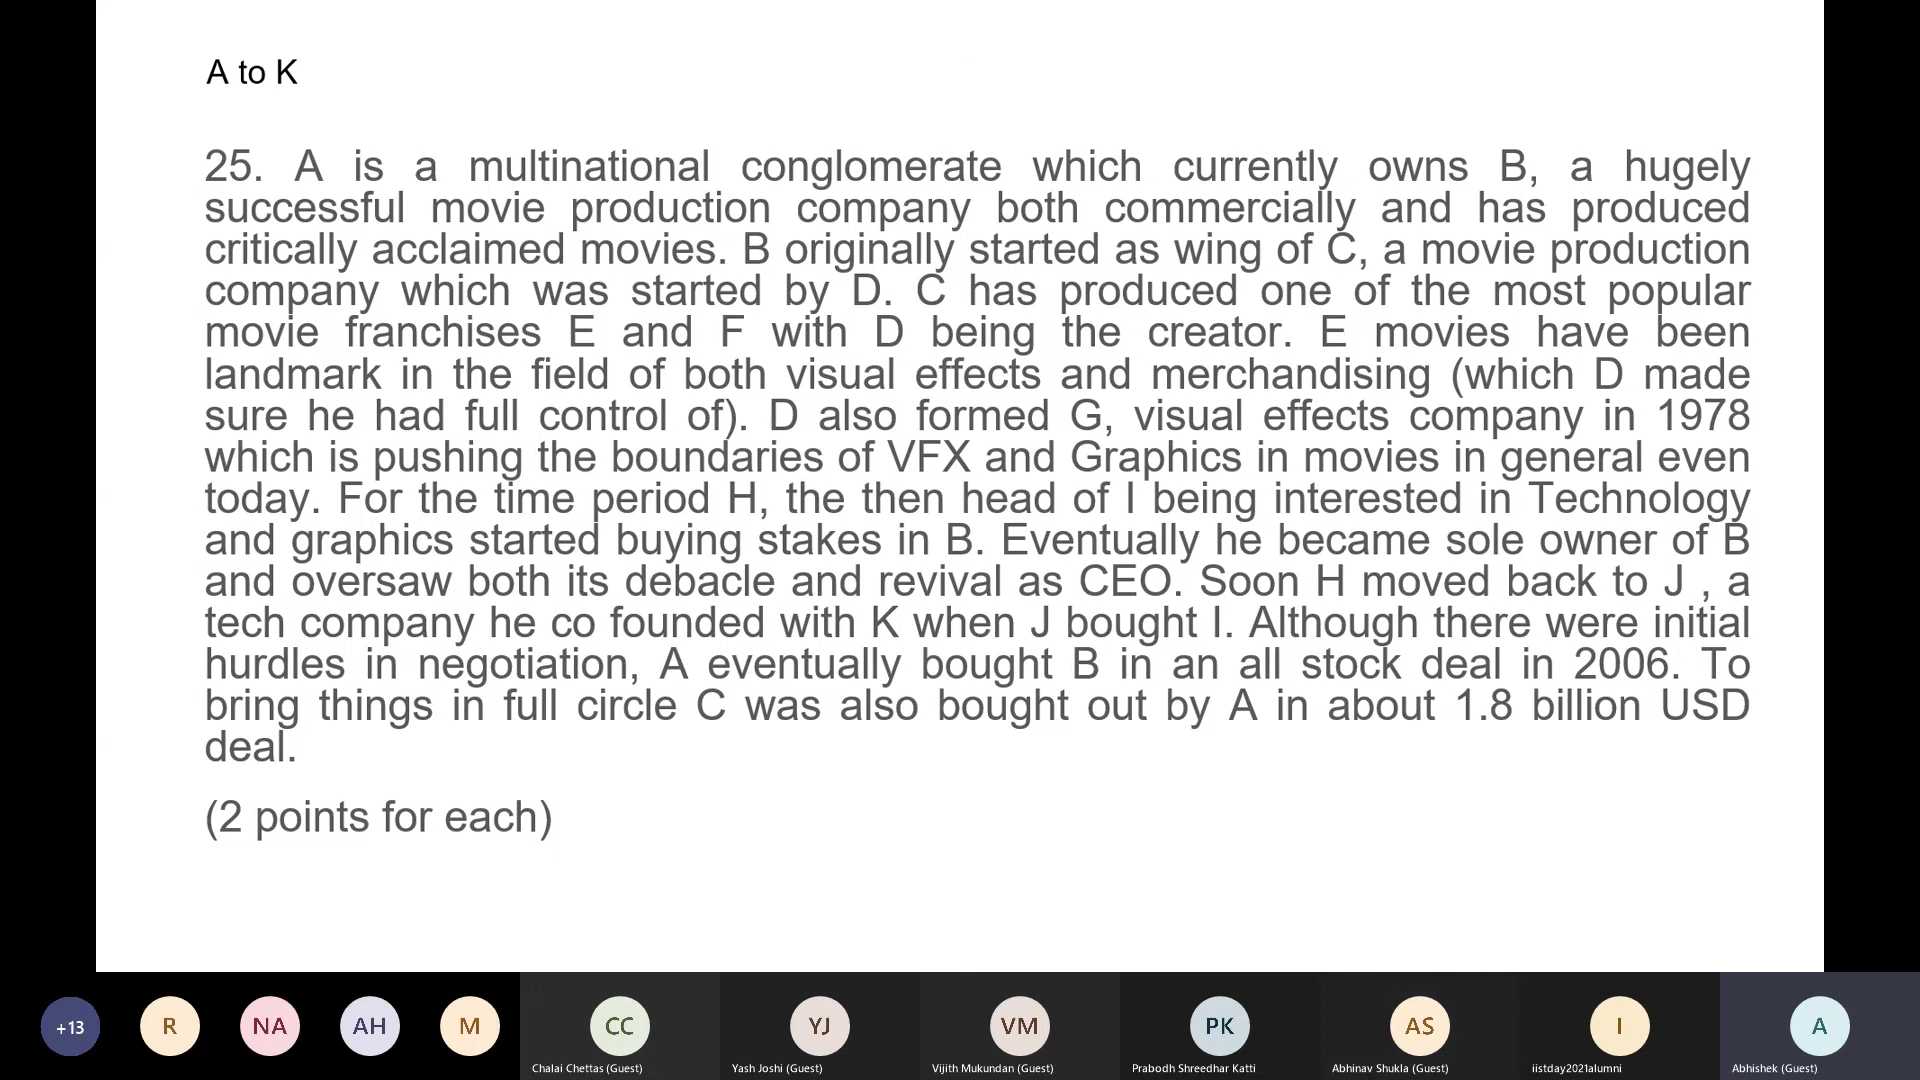 A to K
25. A is a multinational conglomerate which currently owns B, a hugely
successful movie production company both commercially and has produced
critically acclaimed movies. B originally started as wing of C, a movie production
company which was started by D. C has produced one of the most popular
movie franchises E and F with D being the creator. E movies have been
landmark in the field of both visual effects and merchandising (which D made
sure he had full control of). D also formed G, visual effects company in 1978
which is pushing the boundaries of VFX and Graphics in movies in general even
today. For the time period H, the then head of I being interested in Technology
and graphics started buying stakes in B. Eventually he became sole owner of B
and oversaw both its debacle and revival as CEO. Soon H moved back to J , a
tech company he co founded with K when J bought I. Although there were initial
hurdles in negotiation, A eventually bought B in an all stock deal in 2006. To
bring things in full circle C was also bought out by A in about 1.8 billion USD
deal.
(2 points for each)
+13 R NA AH M CC YJ VM PK AS I A
Chalai Chettas (Guest) Yash Joshi (Guest) Vijith Mukundan (Guest) Prabodh Shreedhar Katti Abhinav Shukla (Guest) iistday2021alumni Abhishek (Guest)